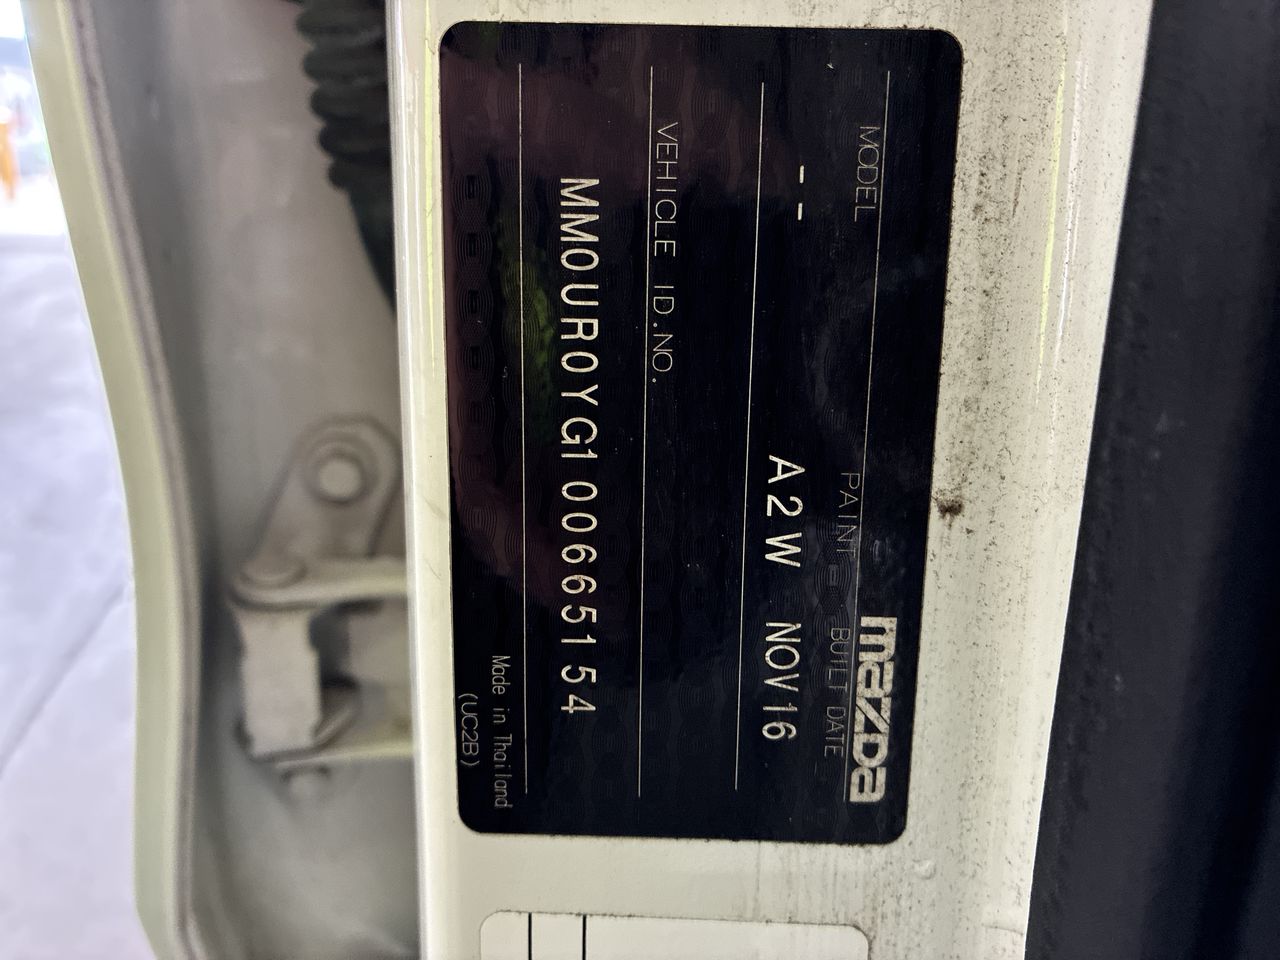 mazda
MODEL PAINT BUILT DATE
-- A2W NOV16
VEHICLE ID.NO.
MM0UR0YG100665154
Made in Thailand
(UC2B)